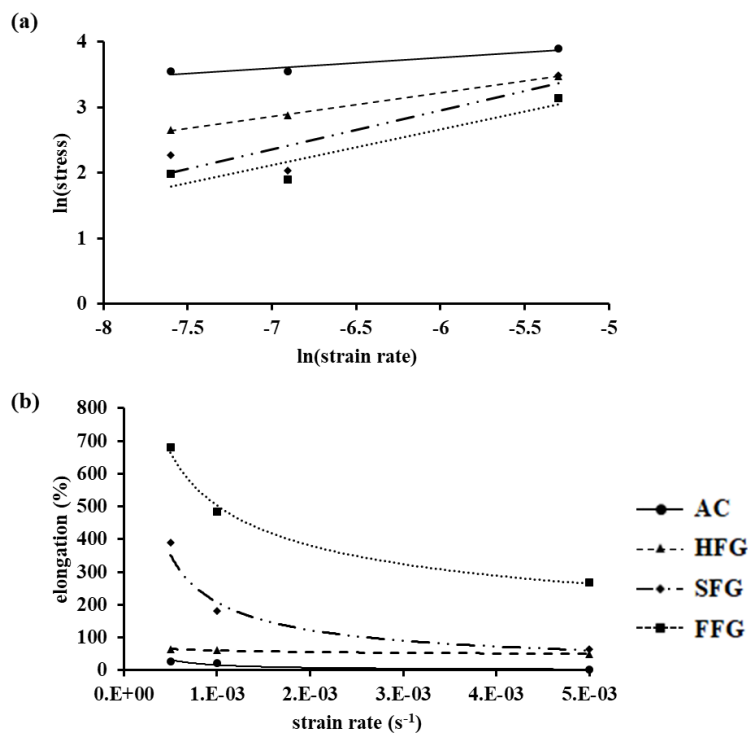 (a)
4
3
2
1
0
ln(stress)
-8 -7.5 -7 -6.5 -6 -5.5 -5
ln(strain rate)
(b)
800
700
600
500
400
300
200
100
0
elongation (%)
0.E+00 1.E-03 2.E-03 3.E-03 4.E-03 5.E-03
strain rate (s⁻¹)
AC
HFG
SFG
FFG